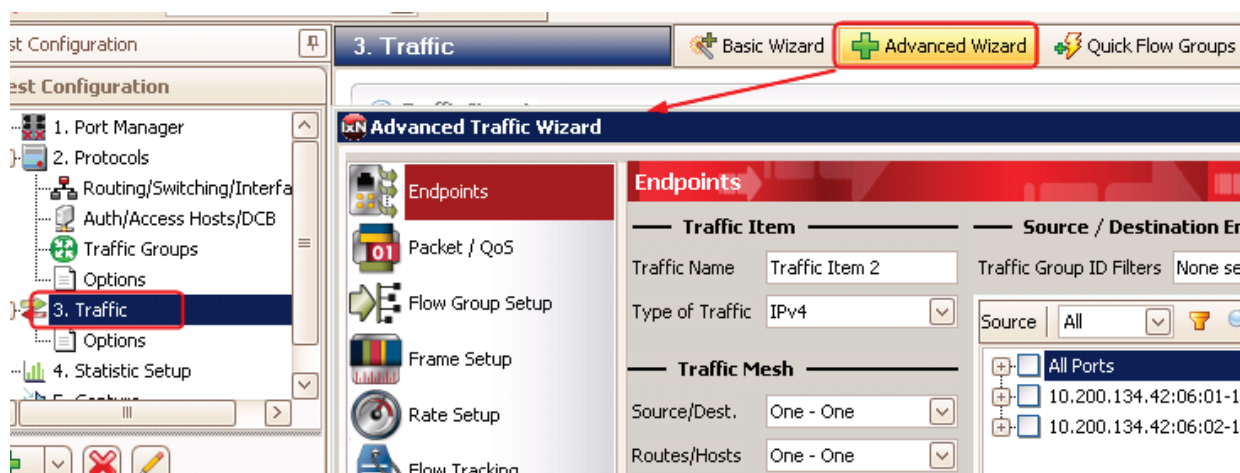 st Configuration
3. Traffic
Basic Wizard
Advanced Wizard
Quick Flow Groups
est Configuration
1. Port Manager
2. Protocols
Routing/Switching/Interfa
Auth/Access Hosts/DCB
Traffic Groups
Options
3. Traffic
Options
4. Statistic Setup
IxN Advanced Traffic Wizard
Endpoints
Packet / QoS
Flow Group Setup
Frame Setup
Rate Setup
Flow Tracking
Endpoints
Traffic Item
Traffic Name Traffic Item 2
Type of Traffic IPv4
Traffic Mesh
Source/Dest. One - One
Routes/Hosts One - One
Source / Destination En
Traffic Group ID Filters None se
Source All
All Ports
10.200.134.42:06:01-1
10.200.134.42:06:02-1